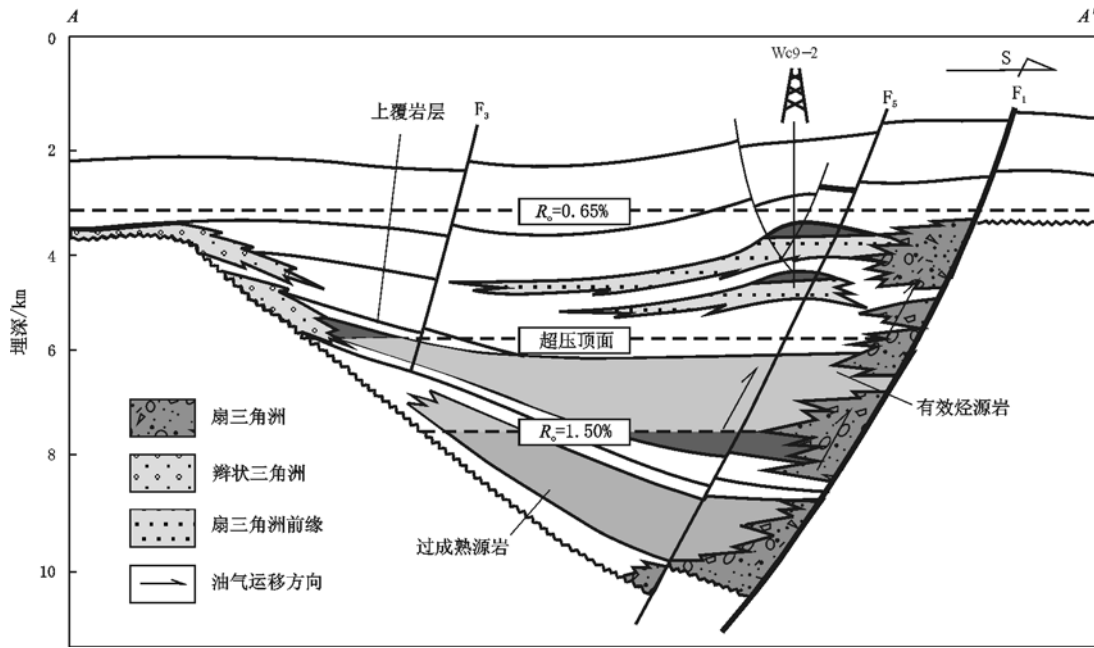 A
A'
0
Wc9-2
S
上覆岩层
F₃
F₅
F₁
2
Rₒ=0.65%
4
埋深/km
超压顶面
6
有效烃源岩
扇三角洲
Rₒ=1.50%
8
辫状三角洲
扇三角洲前缘
过成熟源岩
10
油气运移方向